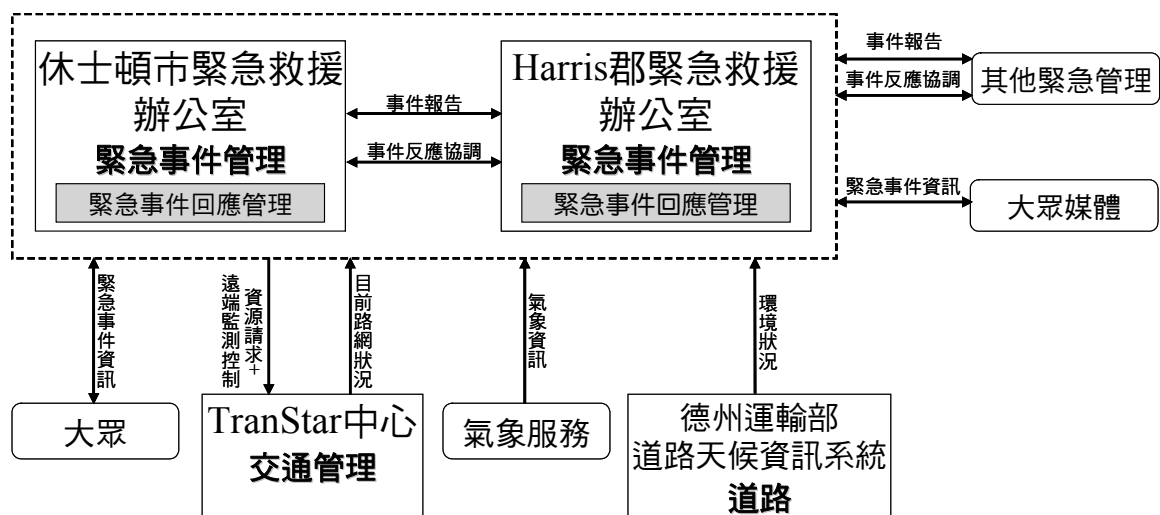 休士頓市緊急救援
辦公室
緊急事件管理
緊急事件回應管理
事件報告
事件反應協調
Harris郡緊急救援
辦公室
緊急事件管理
緊急事件回應管理
事件報告
事件反應協調
其他緊急管理
緊急事件資訊
大眾媒體
緊急事件資訊
資源請求+
遠端監測控制
目前路網狀況
氣象資訊
環境狀況
大眾
TranStar中心
交通管理
氣象服務
德州運輸部
道路天候資訊系統
道路